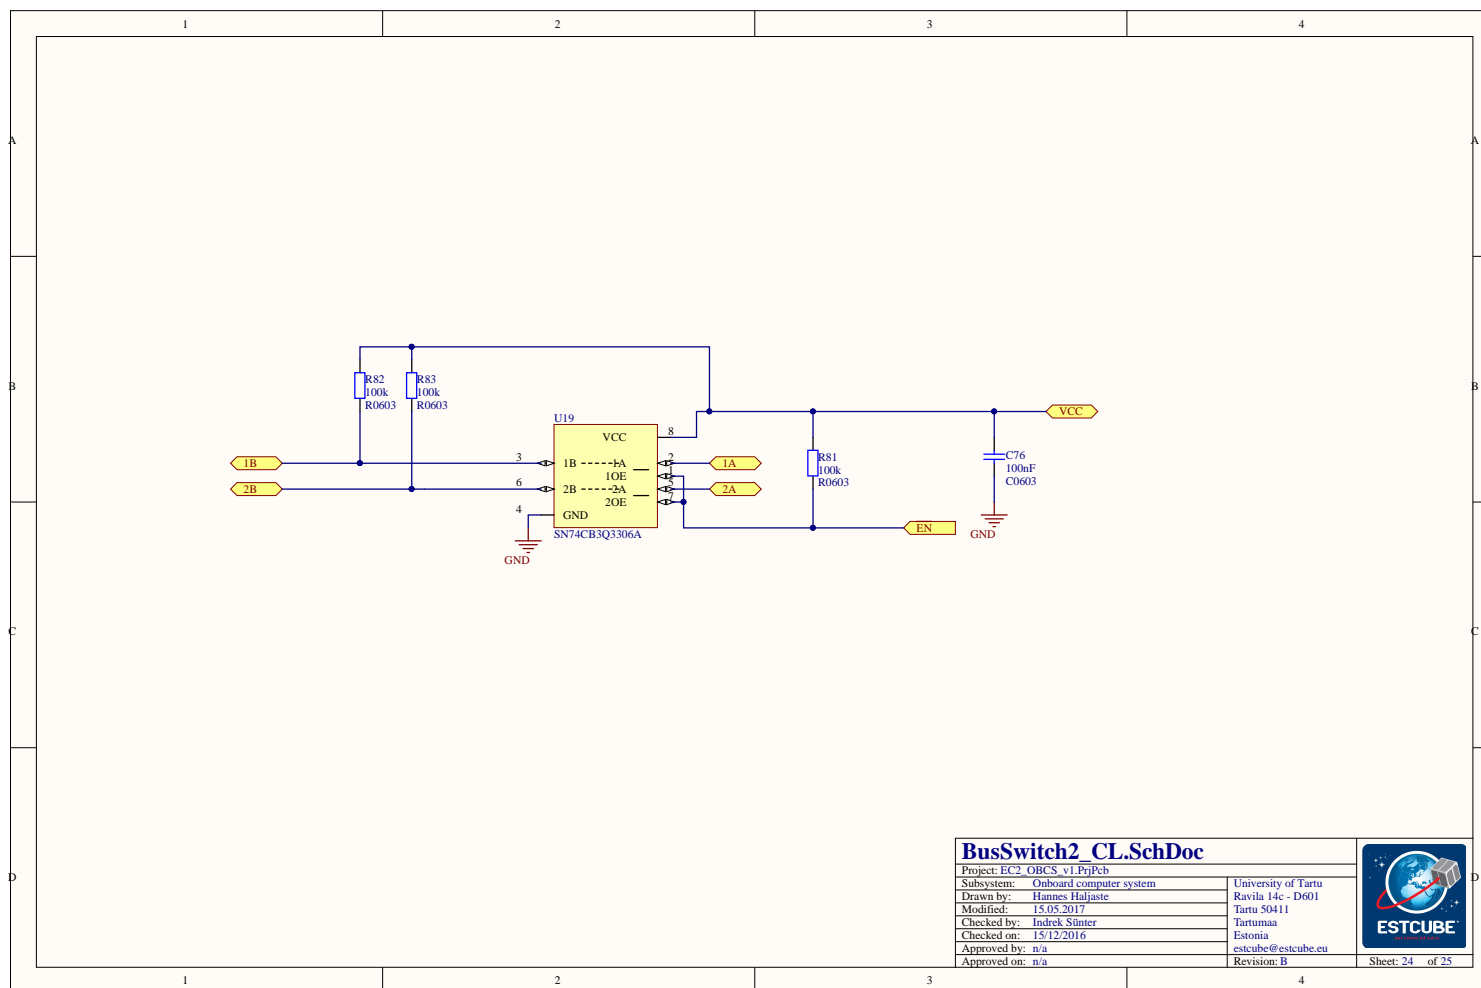 1 2 3 4
A A
B B
R82 R83
100k 100k
R0603 R0603
VCC
U19
VCC 8
R81
100k
R0603
C76
100nF
C0603
1B 3 1B 1A 2 1A
1OE 1
2B 6 2B 2A 5 2A
2OE 7
4 GND
EN
GND
SN74CB3Q3306A
GND
C C
D D
BusSwitch2_CL.SchDoc
Project: EC2_OBCS_v1.PrjPcb
Subsystem: Onboard computer system University of Tartu
Drawn by: Hannes Haljaste Ravila 14c - D601
Modified: 15.05.2017 Tartu 50411
Checked by: Indrek Sünter Tartumaa
Checked on: 15/12/2016 Estonia
Approved by: n/a estcube@estcube.eu
Approved on: n/a Revision: B Sheet: 24 of 25
ESTCUBE
1 2 3 4